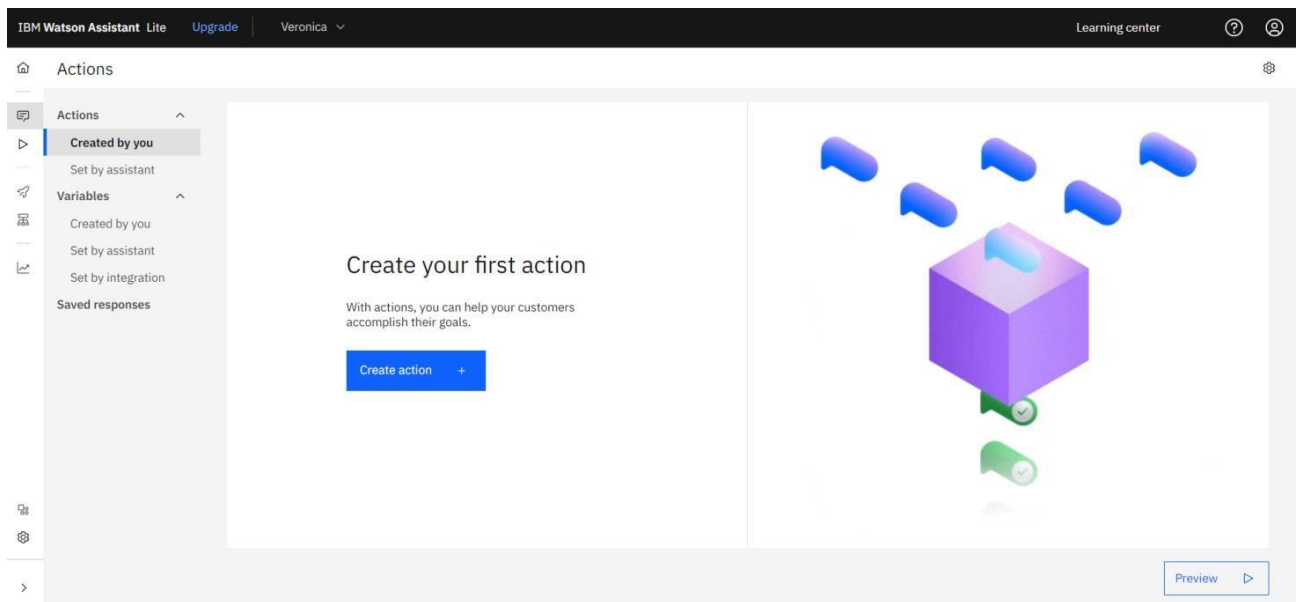 IBM Watson Assistant Lite Upgrade Veronica Learning center
Actions
Actions
Created by you
Set by assistant
Variables
Created by you
Set by assistant
Set by integration
Saved responses
Create your first action
With actions, you can help your customers
accomplish their goals.
Create action +
Preview